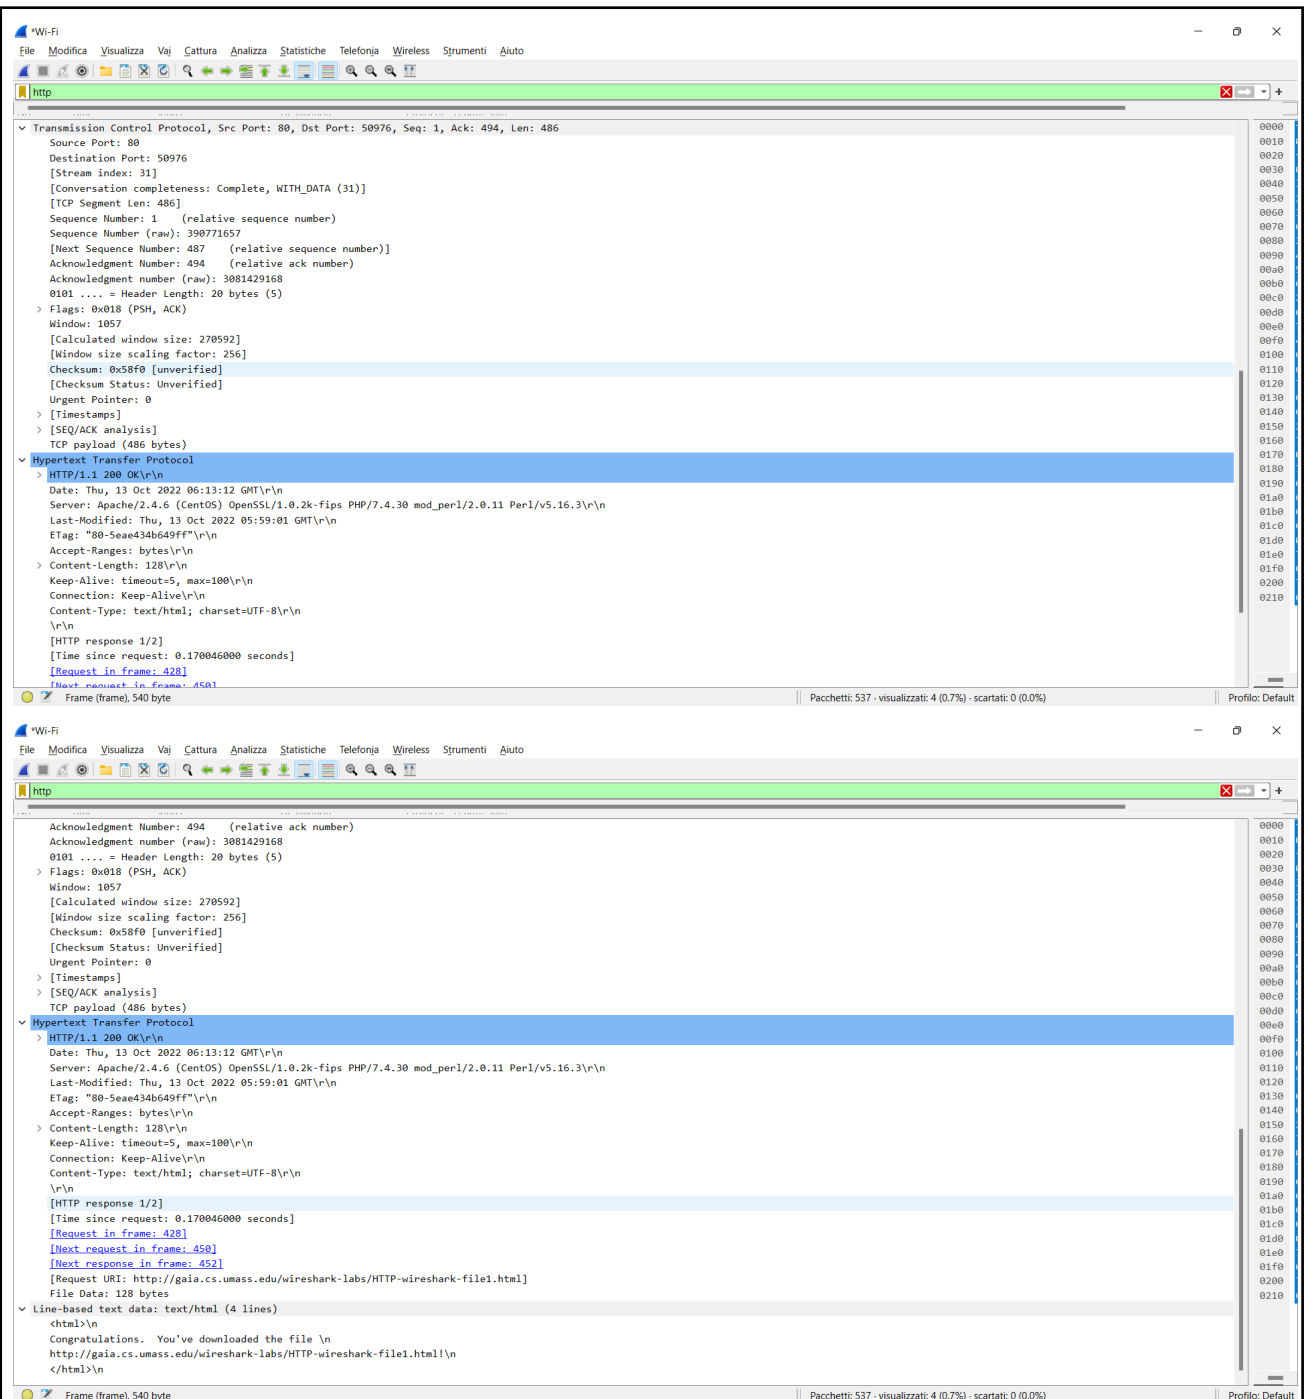 *Wi-Fi
File Modifica Visualizza Vai Cattura Analizza Statistiche Telefonia Wireless Strumenti Aiuto
http
Transmission Control Protocol, Src Port: 80, Dst Port: 50976, Seq: 1, Ack: 494, Len: 486
Source Port: 80
Destination Port: 50976
[Stream index: 31]
[Conversation completeness: Complete, WITH_DATA (31)]
[TCP Segment Len: 486]
Sequence Number: 1 (relative sequence number)
Sequence Number (raw): 390771657
[Next Sequence Number: 487 (relative sequence number)]
Acknowledgment Number: 494 (relative ack number)
Acknowledgment number (raw): 3081429168
0101 .... = Header Length: 20 bytes (5)
Flags: 0x018 (PSH, ACK)
Window: 1057
[Calculated window size: 270592]
[Window size scaling factor: 256]
Checksum: 0x58f0 [unverified]
[Checksum Status: Unverified]
Urgent Pointer: 0
[Timestamps]
[SEQ/ACK analysis]
TCP payload (486 bytes)
Hypertext Transfer Protocol
HTTP/1.1 200 OK\r\n
Date: Thu, 13 Oct 2022 06:13:12 GMT\r\n
Server: Apache/2.4.6 (CentOS) OpenSSL/1.0.2k-fips PHP/7.4.30 mod_perl/2.0.11 Perl/v5.16.3\r\n
Last-Modified: Thu, 13 Oct 2022 05:59:01 GMT\r\n
ETag: "80-5eae434b649ff"\r\n
Accept-Ranges: bytes\r\n
Content-Length: 128\r\n
Keep-Alive: timeout=5, max=100\r\n
Connection: Keep-Alive\r\n
Content-Type: text/html; charset=UTF-8\r\n
\r\n
[HTTP response 1/2]
[Time since request: 0.170046000 seconds]
[Request in frame: 428]
[Next request in frame: 450]
0000
0010
0020
0030
0040
0050
0060
0070
0080
0090
00a0
00b0
00c0
00d0
00e0
00f0
0100
0110
0120
0130
0140
0150
0160
0170
0180
0190
01a0
01b0
01c0
01d0
01e0
01f0
0200
0210
Frame (frame), 540 byte Pacchetti: 537 · visualizzati: 4 (0.7%) · scartati: 0 (0.0%) Profilo: Default
*Wi-Fi
File Modifica Visualizza Vai Cattura Analizza Statistiche Telefonia Wireless Strumenti Aiuto
http
Acknowledgment Number: 494 (relative ack number)
Acknowledgment number (raw): 3081429168
0101 .... = Header Length: 20 bytes (5)
Flags: 0x018 (PSH, ACK)
Window: 1057
[Calculated window size: 270592]
[Window size scaling factor: 256]
Checksum: 0x58f0 [unverified]
[Checksum Status: Unverified]
Urgent Pointer: 0
[Timestamps]
[SEQ/ACK analysis]
TCP payload (486 bytes)
Hypertext Transfer Protocol
HTTP/1.1 200 OK\r\n
Date: Thu, 13 Oct 2022 06:13:12 GMT\r\n
Server: Apache/2.4.6 (CentOS) OpenSSL/1.0.2k-fips PHP/7.4.30 mod_perl/2.0.11 Perl/v5.16.3\r\n
Last-Modified: Thu, 13 Oct 2022 05:59:01 GMT\r\n
ETag: "80-5eae434b649ff"\r\n
Accept-Ranges: bytes\r\n
Content-Length: 128\r\n
Keep-Alive: timeout=5, max=100\r\n
Connection: Keep-Alive\r\n
Content-Type: text/html; charset=UTF-8\r\n
\r\n
[HTTP response 1/2]
[Time since request: 0.170046000 seconds]
[Request in frame: 428]
[Next request in frame: 450]
[Next response in frame: 452]
[Request URI: http://gaia.cs.umass.edu/wireshark-labs/HTTP-wireshark-file1.html]
File Data: 128 bytes
Line-based text data: text/html (4 lines)
<html>\n
Congratulations. You've downloaded the file \n
http://gaia.cs.umass.edu/wireshark-labs/HTTP-wireshark-file1.html!\n
</html>\n
0000
0010
0020
0030
0040
0050
0060
0070
0080
0090
00a0
00b0
00c0
00d0
00e0
00f0
0100
0110
0120
0130
0140
0150
0160
0170
0180
0190
01a0
01b0
01c0
01d0
01e0
01f0
0200
0210
Frame (frame), 540 byte Pacchetti: 537 · visualizzati: 4 (0.7%) · scartati: 0 (0.0%) Profilo: Default